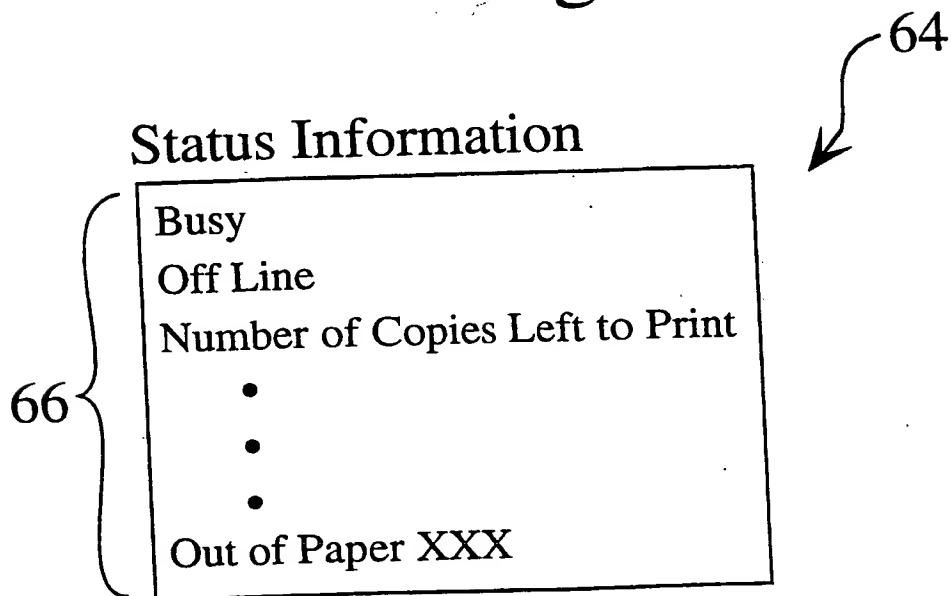 64
Status Information
Busy
Off Line
Number of Copies Left to Print
66
•
•
•
Out of Paper XXX